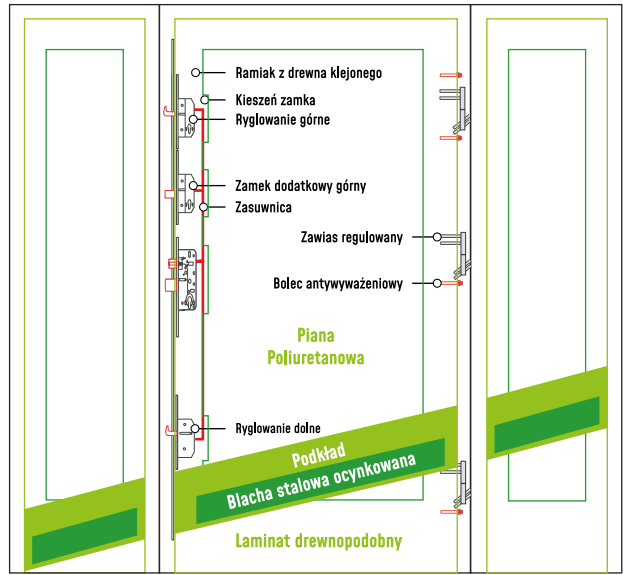 Ramiak z drewna klejonego
Kieszeń zamka
Ryglowanie górne
Zamek dodatkowy górny
Zasuwnica
Zawias regulowany
Bolec antywyważeniowy
Piana
Poliuretanowa
Ryglowanie dolne
Podkład
Blacha stalowa ocynkowana
Laminat drewnopodobny